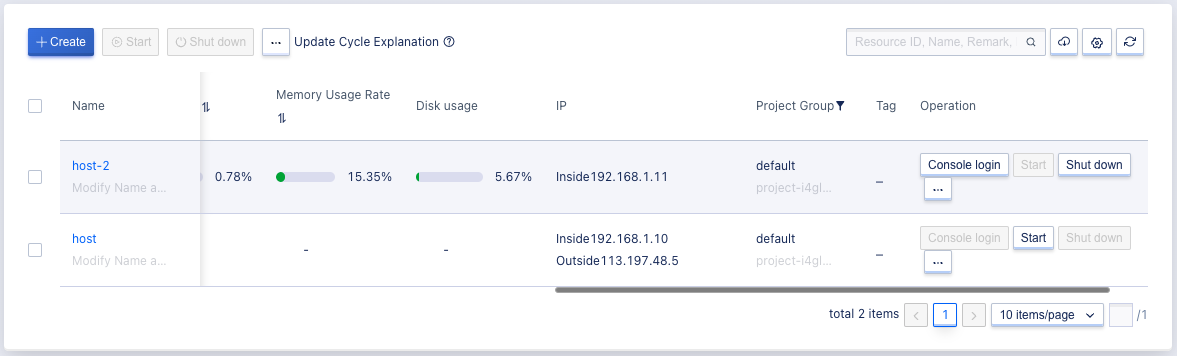 Create Start Shut down ... Update Cycle Explanation Resource ID, Name, Remark,
Name Memory Usage Rate Disk usage IP Project Group Tag Operation
host-2 0.78% 15.35% 5.67% Inside192.168.1.11 default _ Console login Start Shut down
Modify Name a... project-i4gl... ...
host - - Inside192.168.1.10 default _ Console login Start Shut down
Modify Name a... Outside113.197.48.5 project-i4gl... ...
total 2 items < 1 > 10 items/page /1